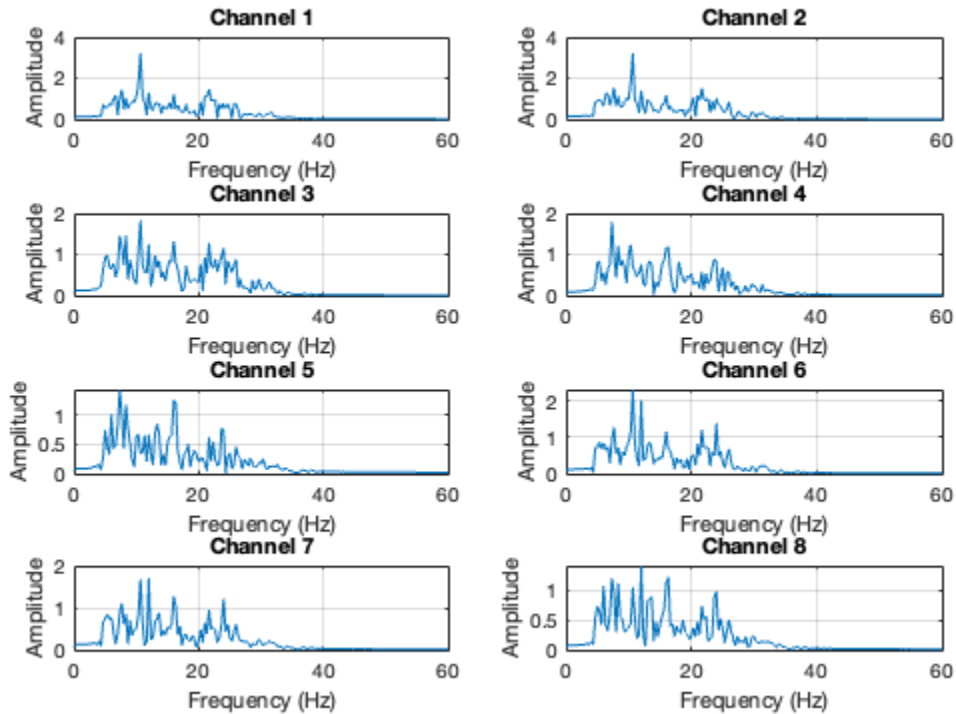 Channel 1
Amplitude
4
2
0
0 20 40 60
Frequency (Hz)
Channel 2
Amplitude
4
2
0
0 20 40 60
Frequency (Hz)
Channel 3
Amplitude
2
1
0
0 20 40 60
Frequency (Hz)
Channel 4
Amplitude
2
1
0
0 20 40 60
Frequency (Hz)
Channel 5
Amplitude
1
0.5
0
0 20 40 60
Frequency (Hz)
Channel 6
Amplitude
2
1
0
0 20 40 60
Frequency (Hz)
Channel 7
Amplitude
2
1
0
0 20 40 60
Frequency (Hz)
Channel 8
Amplitude
1
0.5
0
0 20 40 60
Frequency (Hz)